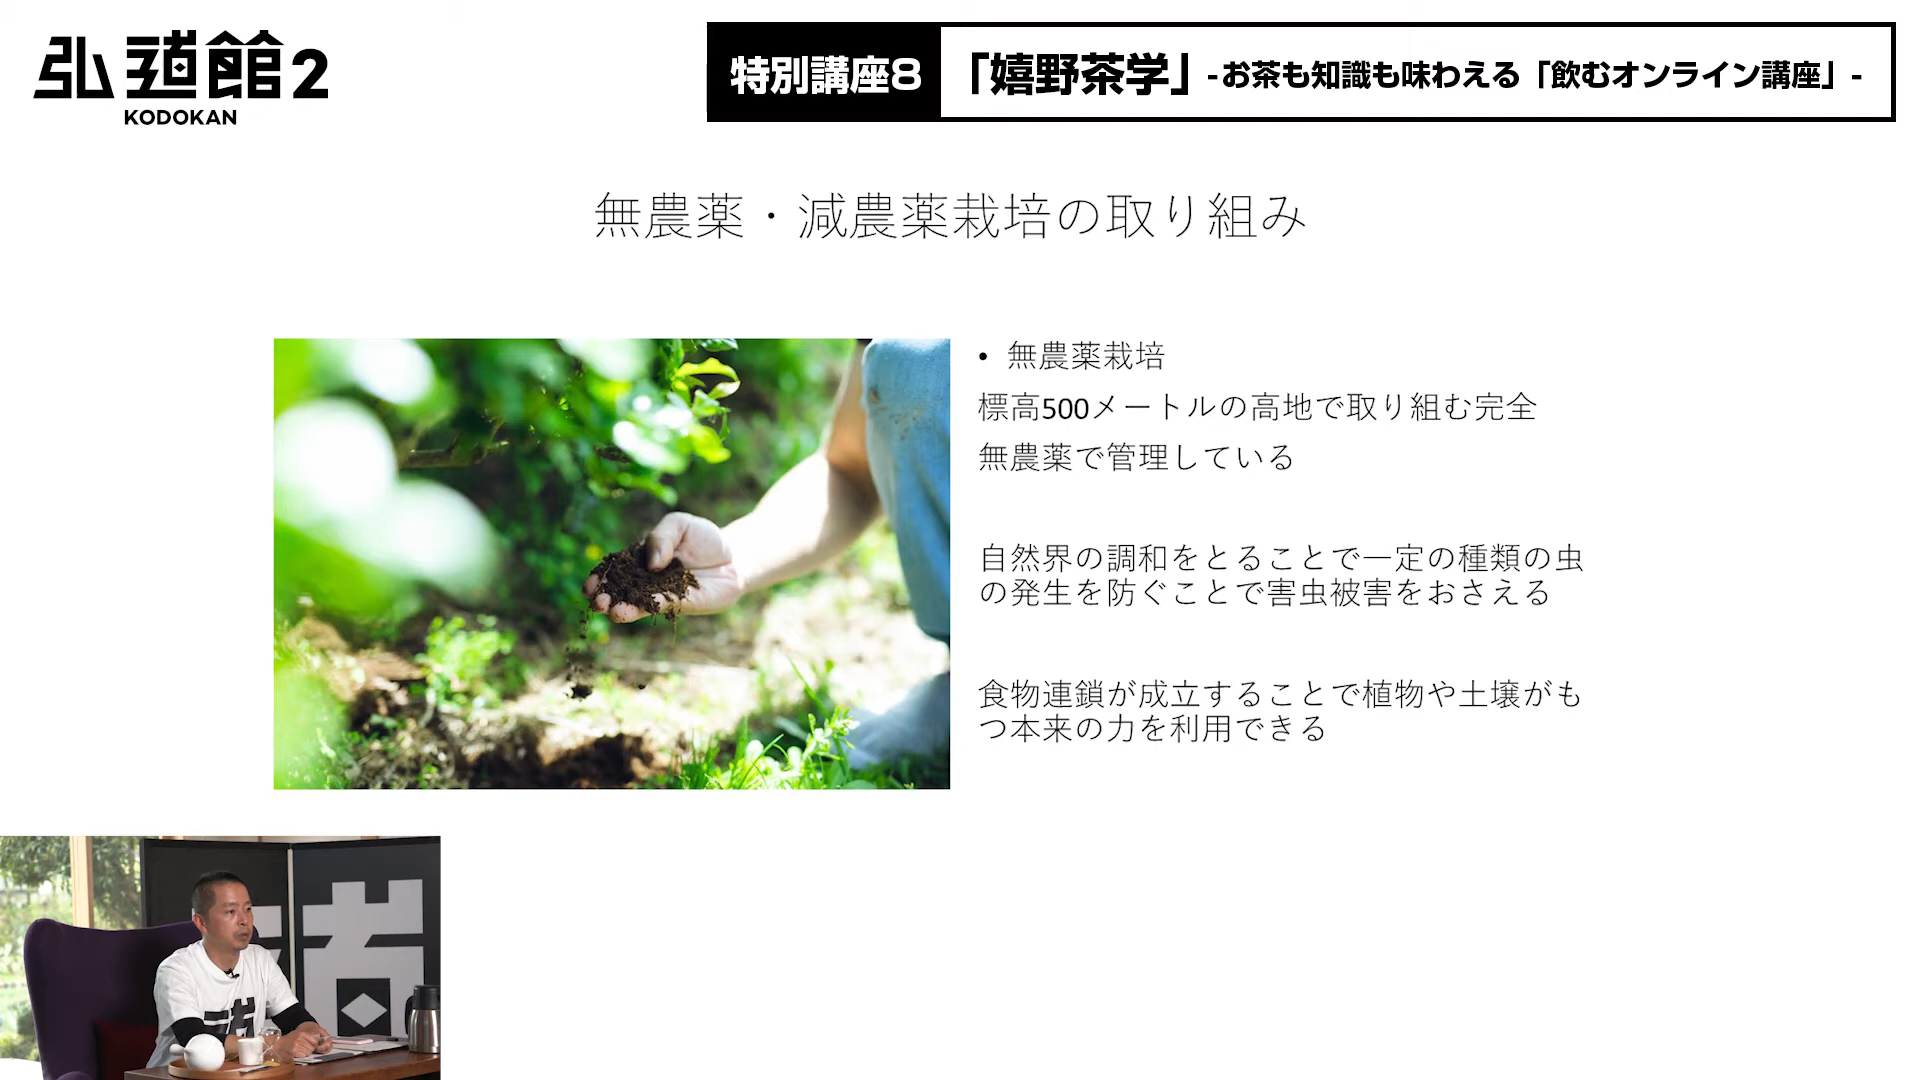 弘道館2
KODOKAN
特別講座8
「嬉野茶学」-お茶も知識も味わえる「飲むオンライン講座」-
無農薬・減農薬栽培の取り組み
• 無農薬栽培
標高500メートルの高地で取り組む完全
無農薬で管理している
自然界の調和をとることで一定の種類の虫
の発生を防ぐことで害虫被害をおさえる
食物連鎖が成立することで植物や土壌がも
つ本来の力を利用できる